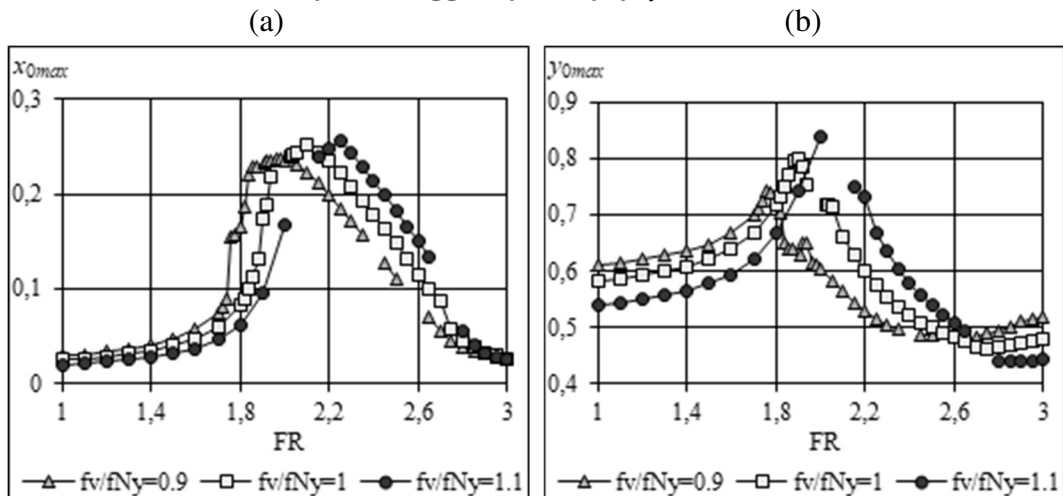 (a)
(b)
x0max
0,3
0,2
0,1
0
1
1,4
1,8
2,2
2,6
3
FR
fv/fNy=0.9
fv/fNy=1
fv/fNy=1.1
y0max
0,9
0,8
0,7
0,6
0,5
0,4
1
1,4
1,8
2,2
2,6
3
FR
fv/fNy=0.9
fv/fNy=1
fv/fNy=1.1